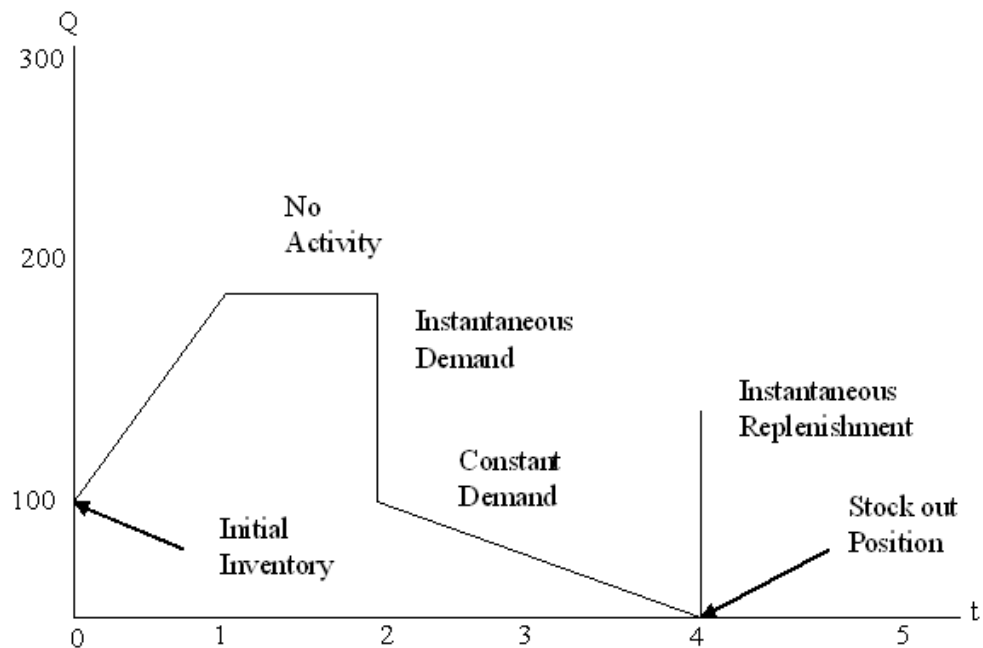 Q
300
No
Activity
200
Instantaneous
Demand
Instantaneous
Replenishment
Constant
Demand
100
Stock out
Position
Initial
Inventory
t
0
1
2
3
4
5